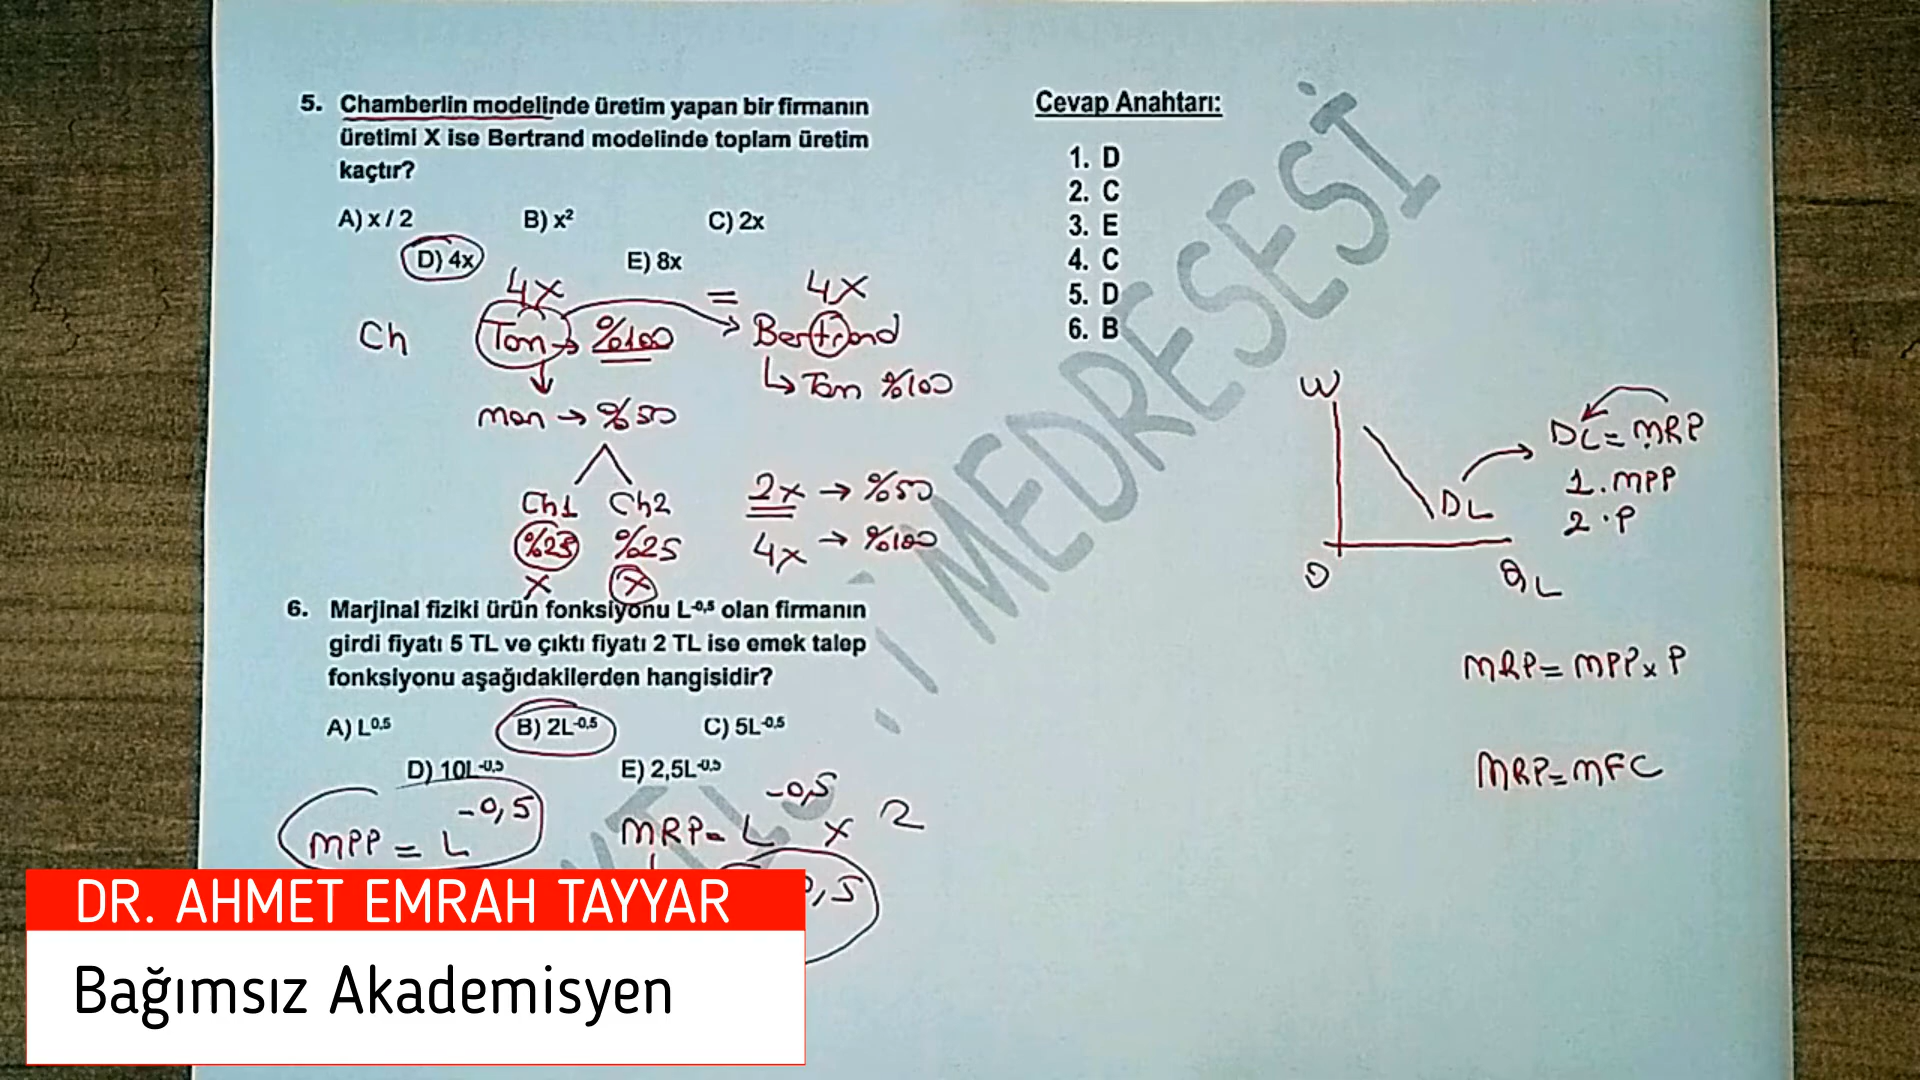 5. Chamberlin modelinde üretim yapan bir firmanın
üretimi X ise Bertrand modelinde toplam üretim
kaçtır?
A) x / 2 B) x² C) 2x
D) 4x E) 8x
4x = 4x
Ch Tam → %100 → Bertrand
↳ Tam %100
mon → %50
Ch1 Ch2
%25 %25
x x
2x → %50
4x → %100
6. Marjinal fiziki ürün fonksiyonu L⁻⁰·⁵ olan firmanın
girdi fiyatı 5 TL ve çıktı fiyatı 2 TL ise emek talep
fonksiyonu aşağıdakilerden hangisidir?
A) L⁰,⁵ B) 2L⁻⁰,⁵ C) 5L⁻⁰,⁵
D) 10L⁻⁰,⁵ E) 2,5L⁻⁰,⁵
MPP = L⁻⁰,⁵
MRP = L⁻⁰,⁵ x 2
0,5
Cevap Anahtarı:
1. D
2. C
3. E
4. C
5. D
6. B
W
DL
0
QL
DL = MRP
1. MPP
2. P
MRP = MPP x P
MRP = MFC
MEDRESESİ
DR. AHMET EMRAH TAYYAR
Bağımsız Akademisyen